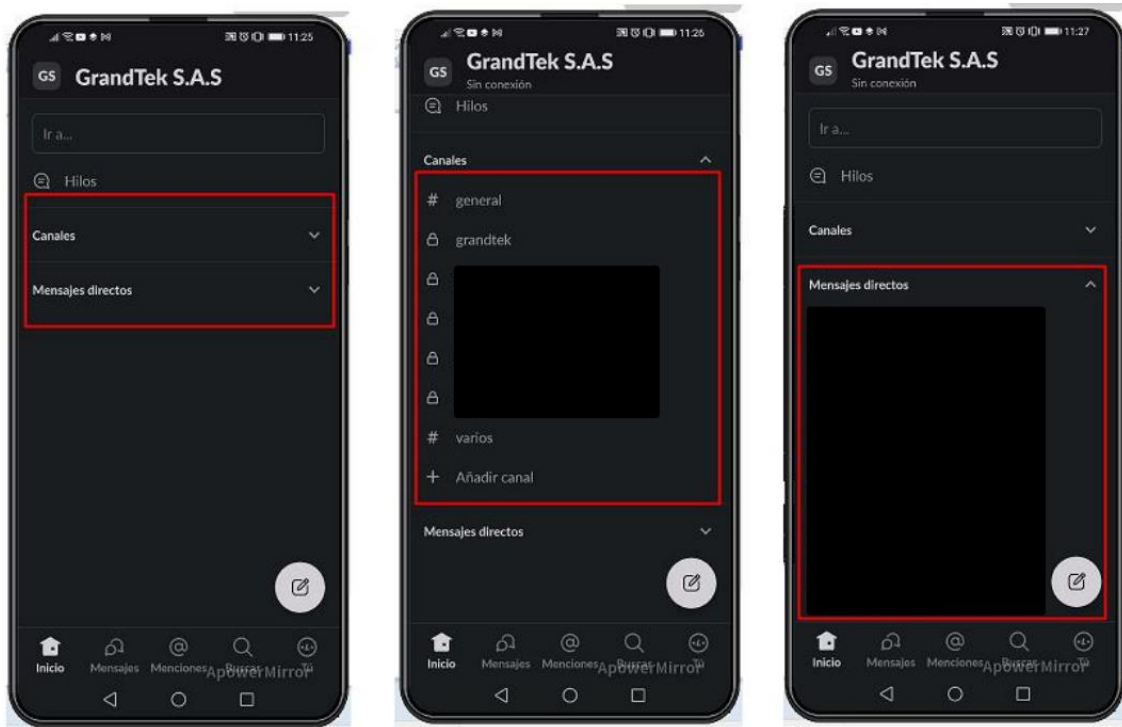 11:25
GS GrandTek S.A.S
Ir a...
Hilos
Canales
Mensajes directos
Inicio Mensajes Menciones Buscar Tú
ApowerMirror
11:26
GS GrandTek S.A.S
Sin conexión
Hilos
Canales
# general
grandtek
# varios
+ Añadir canal
Mensajes directos
Inicio Mensajes Menciones Buscar Tú
ApowerMirror
11:27
GS GrandTek S.A.S
Sin conexión
Ir a...
Hilos
Canales
Mensajes directos
Inicio Mensajes Menciones Buscar Tú
ApowerMirror